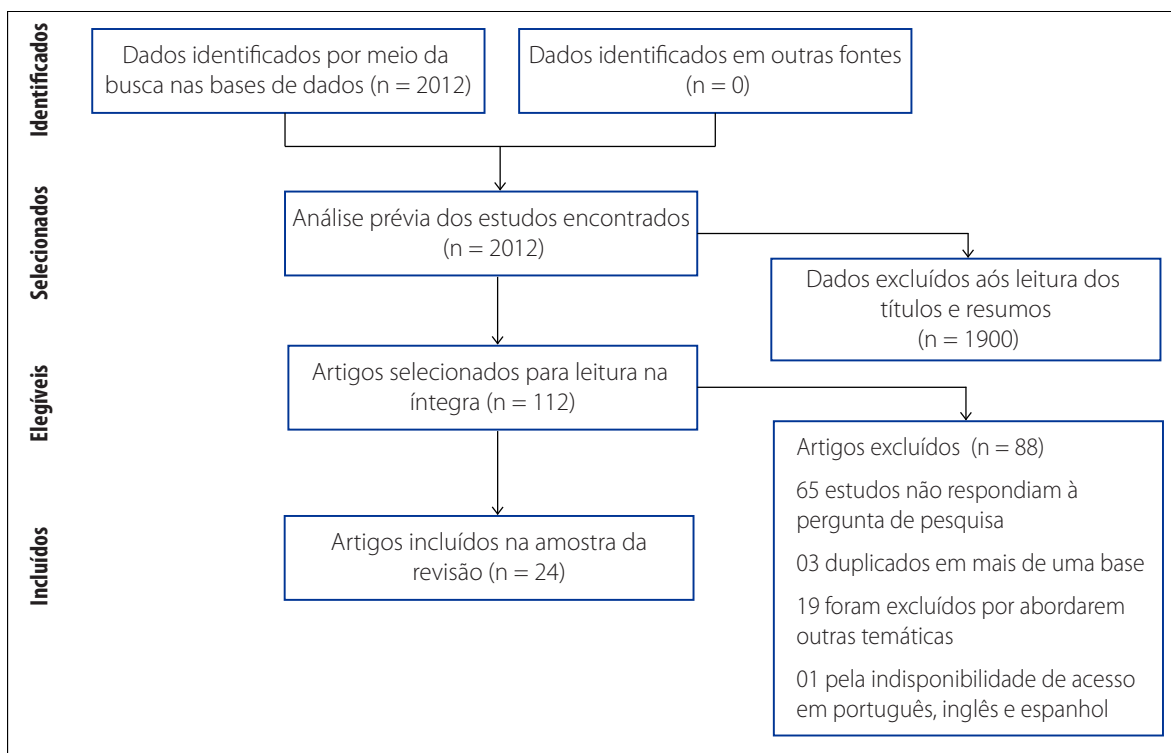 Identificados
Dados identificados por meio da
busca nas bases de dados (n = 2012)
Dados identificados em outras fontes
(n = 0)
Selecionados
Análise prévia dos estudos encontrados
(n = 2012)
Dados excluídos aós leitura dos
títulos e resumos
(n = 1900)
Elegíveis
Artigos selecionados para leitura na
íntegra (n = 112)
Artigos excluídos (n = 88)
65 estudos não respondiam à
pergunta de pesquisa
03 duplicados em mais de uma base
19 foram excluídos por abordarem
outras temáticas
01 pela indisponibilidade de acesso
em português, inglês e espanhol
Incluídos
Artigos incluídos na amostra da
revisão (n = 24)